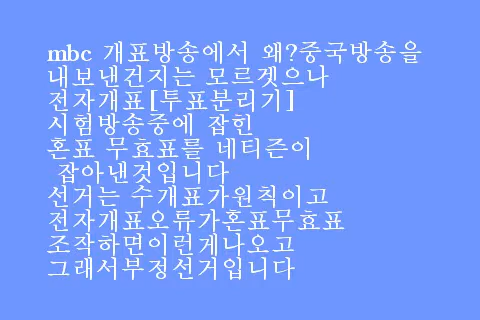 mbc 개표방송에서 왜?중국방송을
내보낸건지는 모르겟으나
전자개표[투표분리기]
시험방송중에 잡힌
혼표 무효표를 네티즌이
잡아낸것입니다
선거는 수개표가원칙이고
전자개표오류가혼표무효표
조작하면이런게나오고
그래서부정선거입니다